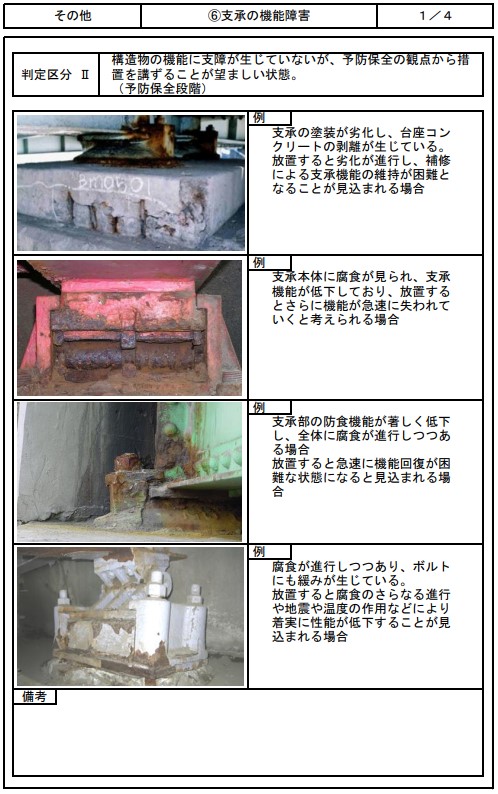 その他
⑥支承の機能障害
１／４
判定区分 Ⅱ
構造物の機能に支障が生じていないが、予防保全の観点から措
置を講ずることが望ましい状態。
（予防保全段階）
例
支承の塗装が劣化し、台座コン
クリートの剥離が生じている。
放置すると劣化が進行し、補修
による支承機能の維持が困難と
なることが見込まれる場合
BM0501
例
支承本体に腐食が見られ、支承
機能が低下しており、放置する
とさらに機能が急速に失われて
いくと考えられる場合
例
支承部の防食機能が著しく低下
し、全体に腐食が進行しつつあ
る場合
放置すると急速に機能回復が困
難な状態になると見込まれる場
合
例
腐食が進行しつつあり、ボルト
にも緩みが生じている。
放置すると腐食のさらなる進行
や地震や温度の作用などにより
着実に性能が低下することが見
込まれる場合
備考